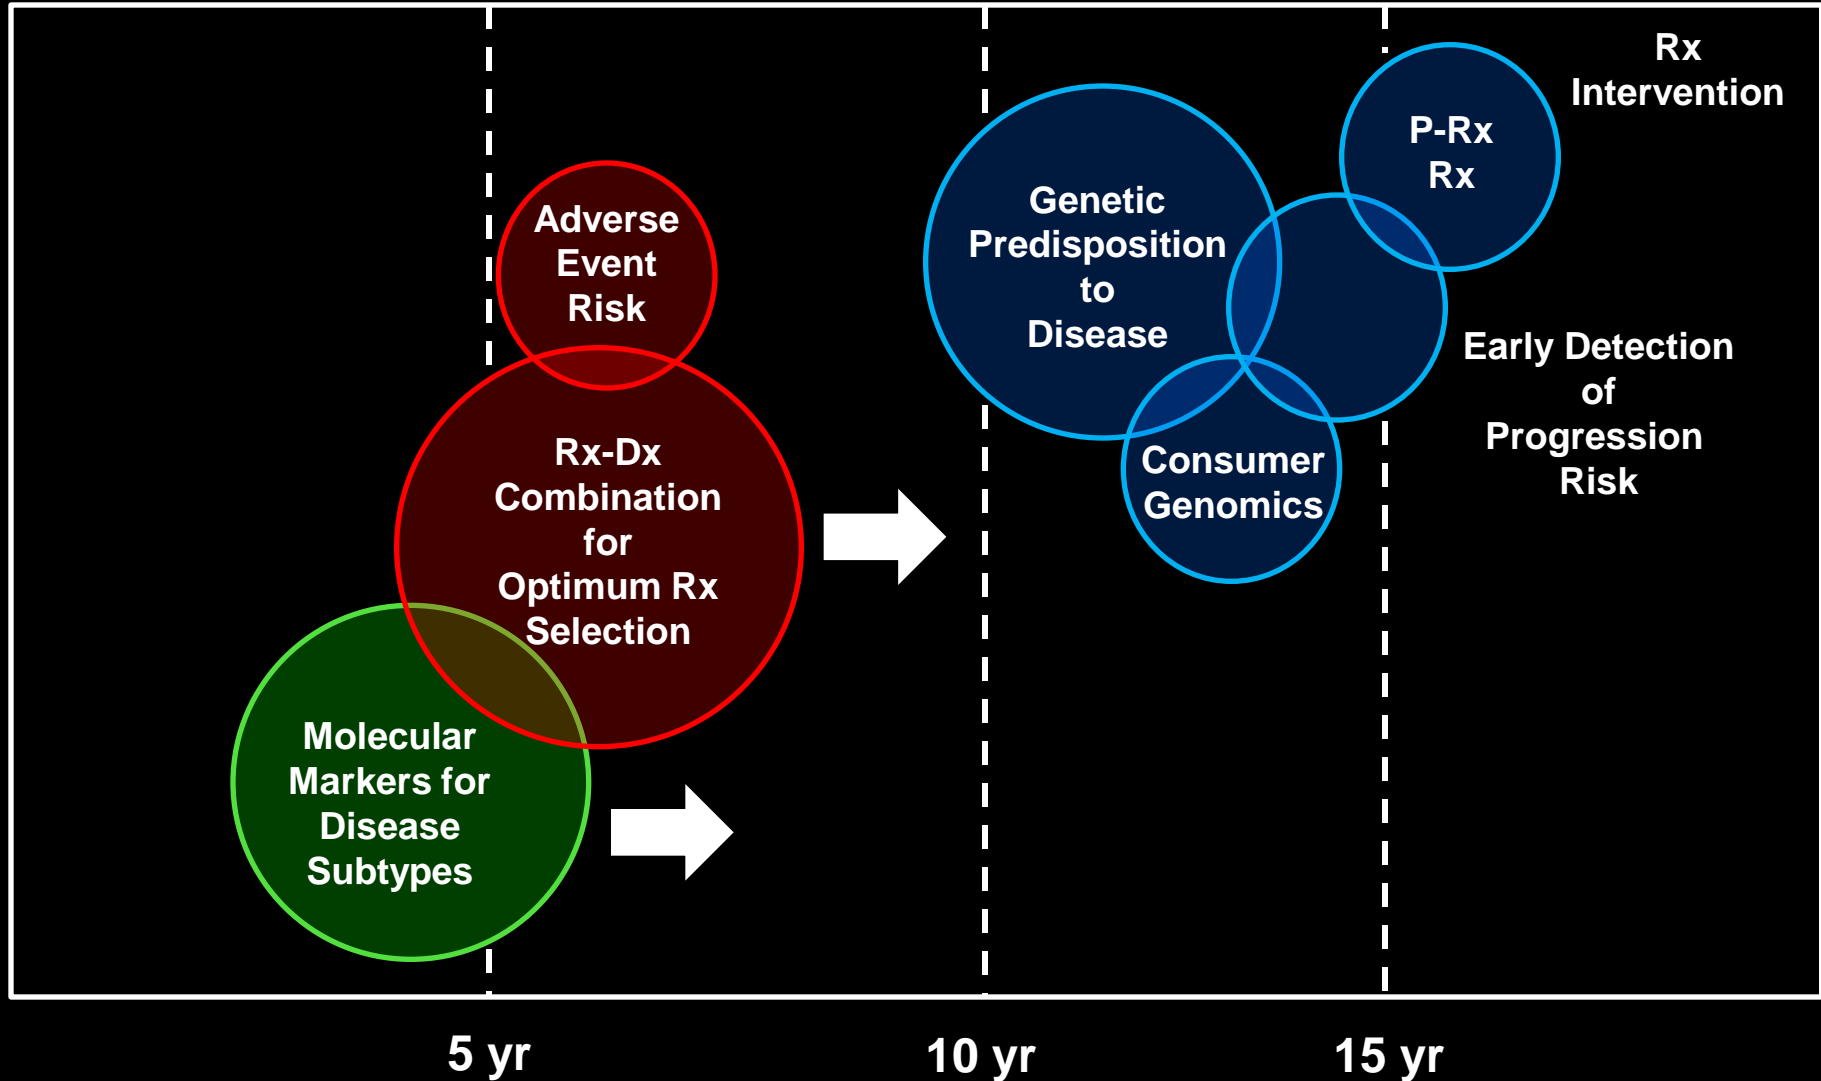 Rx
Intervention
P-Rx
Rx
Genetic
Predisposition
to
Disease
Adverse
Event
Risk
Early Detection
of
Progression
Risk
Consumer
Genomics
Rx-Dx
Combination
for
Optimum Rx
Selection
Molecular
Markers for
Disease
Subtypes
5 yr
10 yr
15 yr